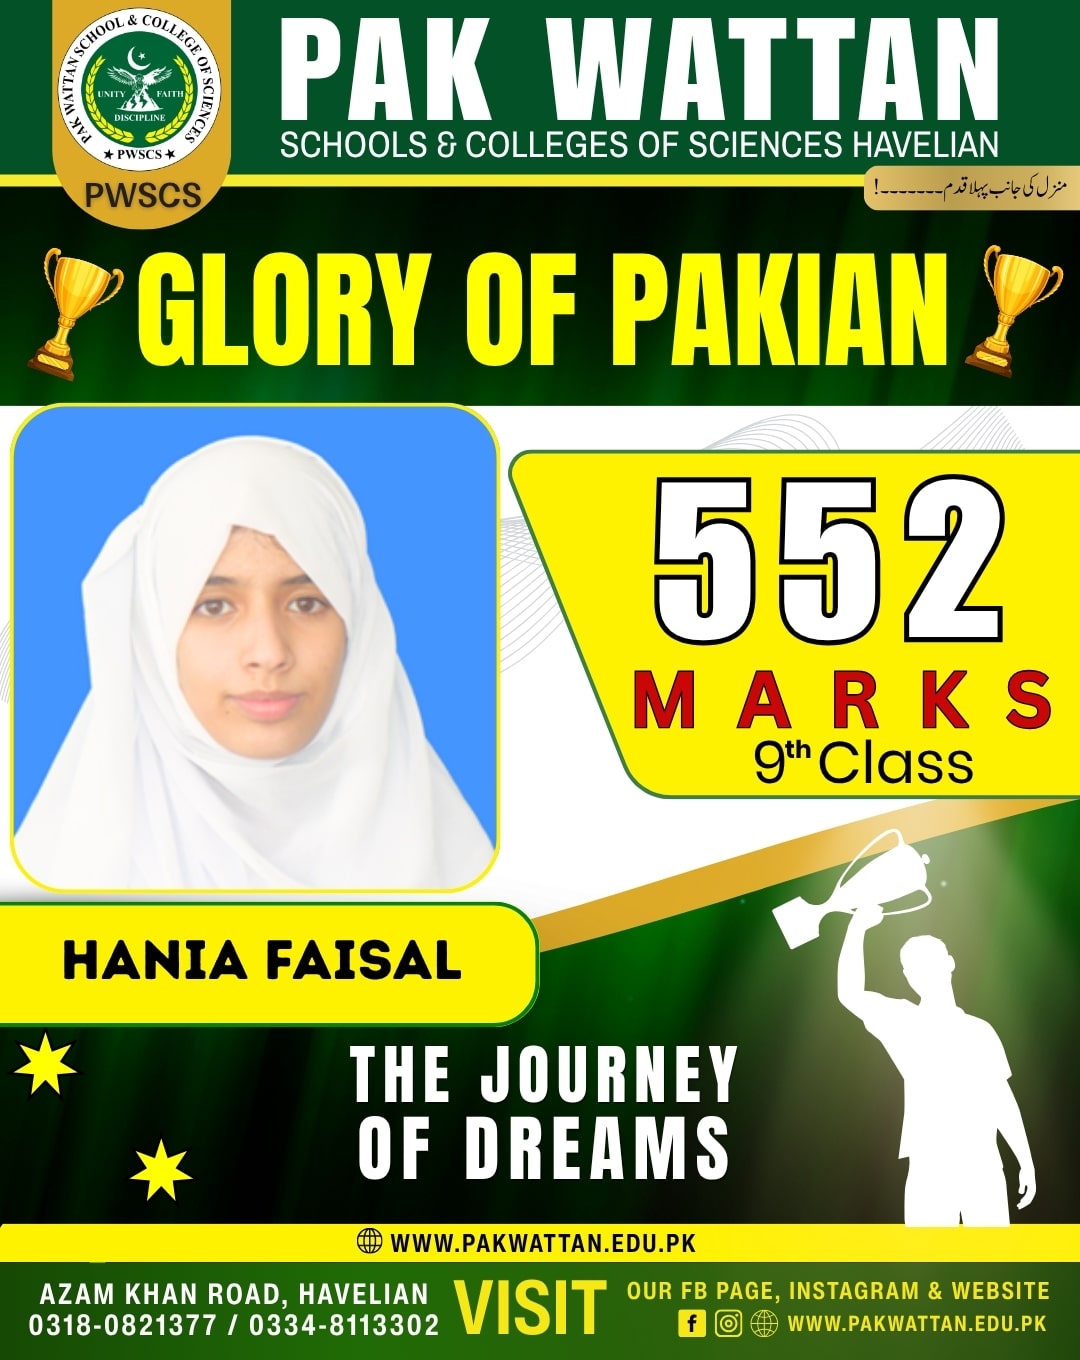 PAK WATTAN SCHOOL & COLLEGE OF SCIENCES
UNITY FAITH
DISCIPLINE
★ PWSCS ★
PWSCS
PAK WATTAN
SCHOOLS & COLLEGES OF SCIENCES HAVELIAN
منزل کی جانب پہلا قدم-------!
GLORY OF PAKIAN
552
MARKS
9th Class
HANIA FAISAL
THE JOURNEY
OF DREAMS
WWW.PAKWATTAN.EDU.PK
AZAM KHAN ROAD, HAVELIAN
0318-0821377 / 0334-8113302
VISIT
OUR FB PAGE, INSTAGRAM & WEBSITE
WWW.PAKWATTAN.EDU.PK